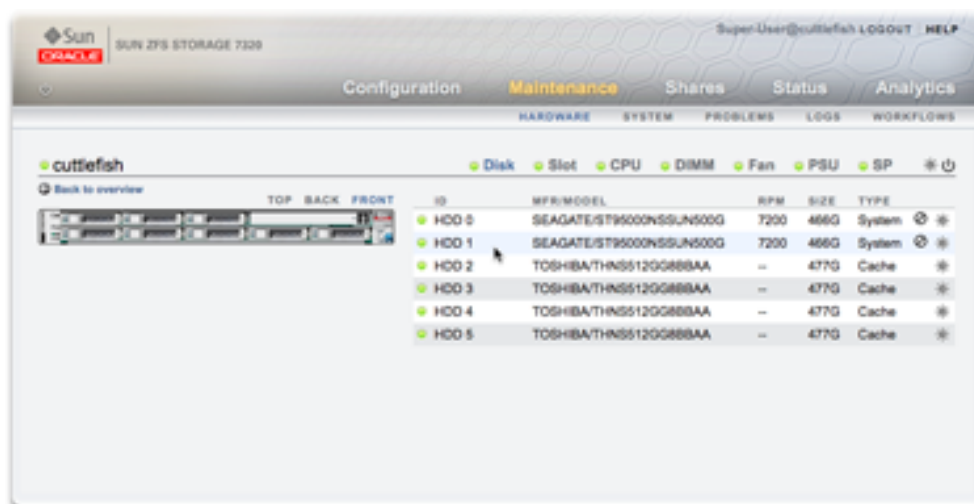 Sun
ORACLE
SUN ZFS STORAGE 7320
Super-User@cuttlefish LOGOUT HELP
Configuration Maintenance Shares Status Analytics
HARDWARE SYSTEM PROBLEMS LOGS WORKFLOWS
cuttlefish
Disk Slot CPU DIMM Fan PSU SP
Back to overview
TOP BACK FRONT
ID MFR/MODEL RPM SIZE TYPE
HDD 0 SEAGATE/ST95000NSSUN500G 7200 466G System
HDD 1 SEAGATE/ST95000NSSUN500G 7200 466G System
HDD 2 TOSHIBA/THNS512GG8BBAA -- 477G Cache
HDD 3 TOSHIBA/THNS512GG8BBAA -- 477G Cache
HDD 4 TOSHIBA/THNS512GG8BBAA -- 477G Cache
HDD 5 TOSHIBA/THNS512GG8BBAA -- 477G Cache